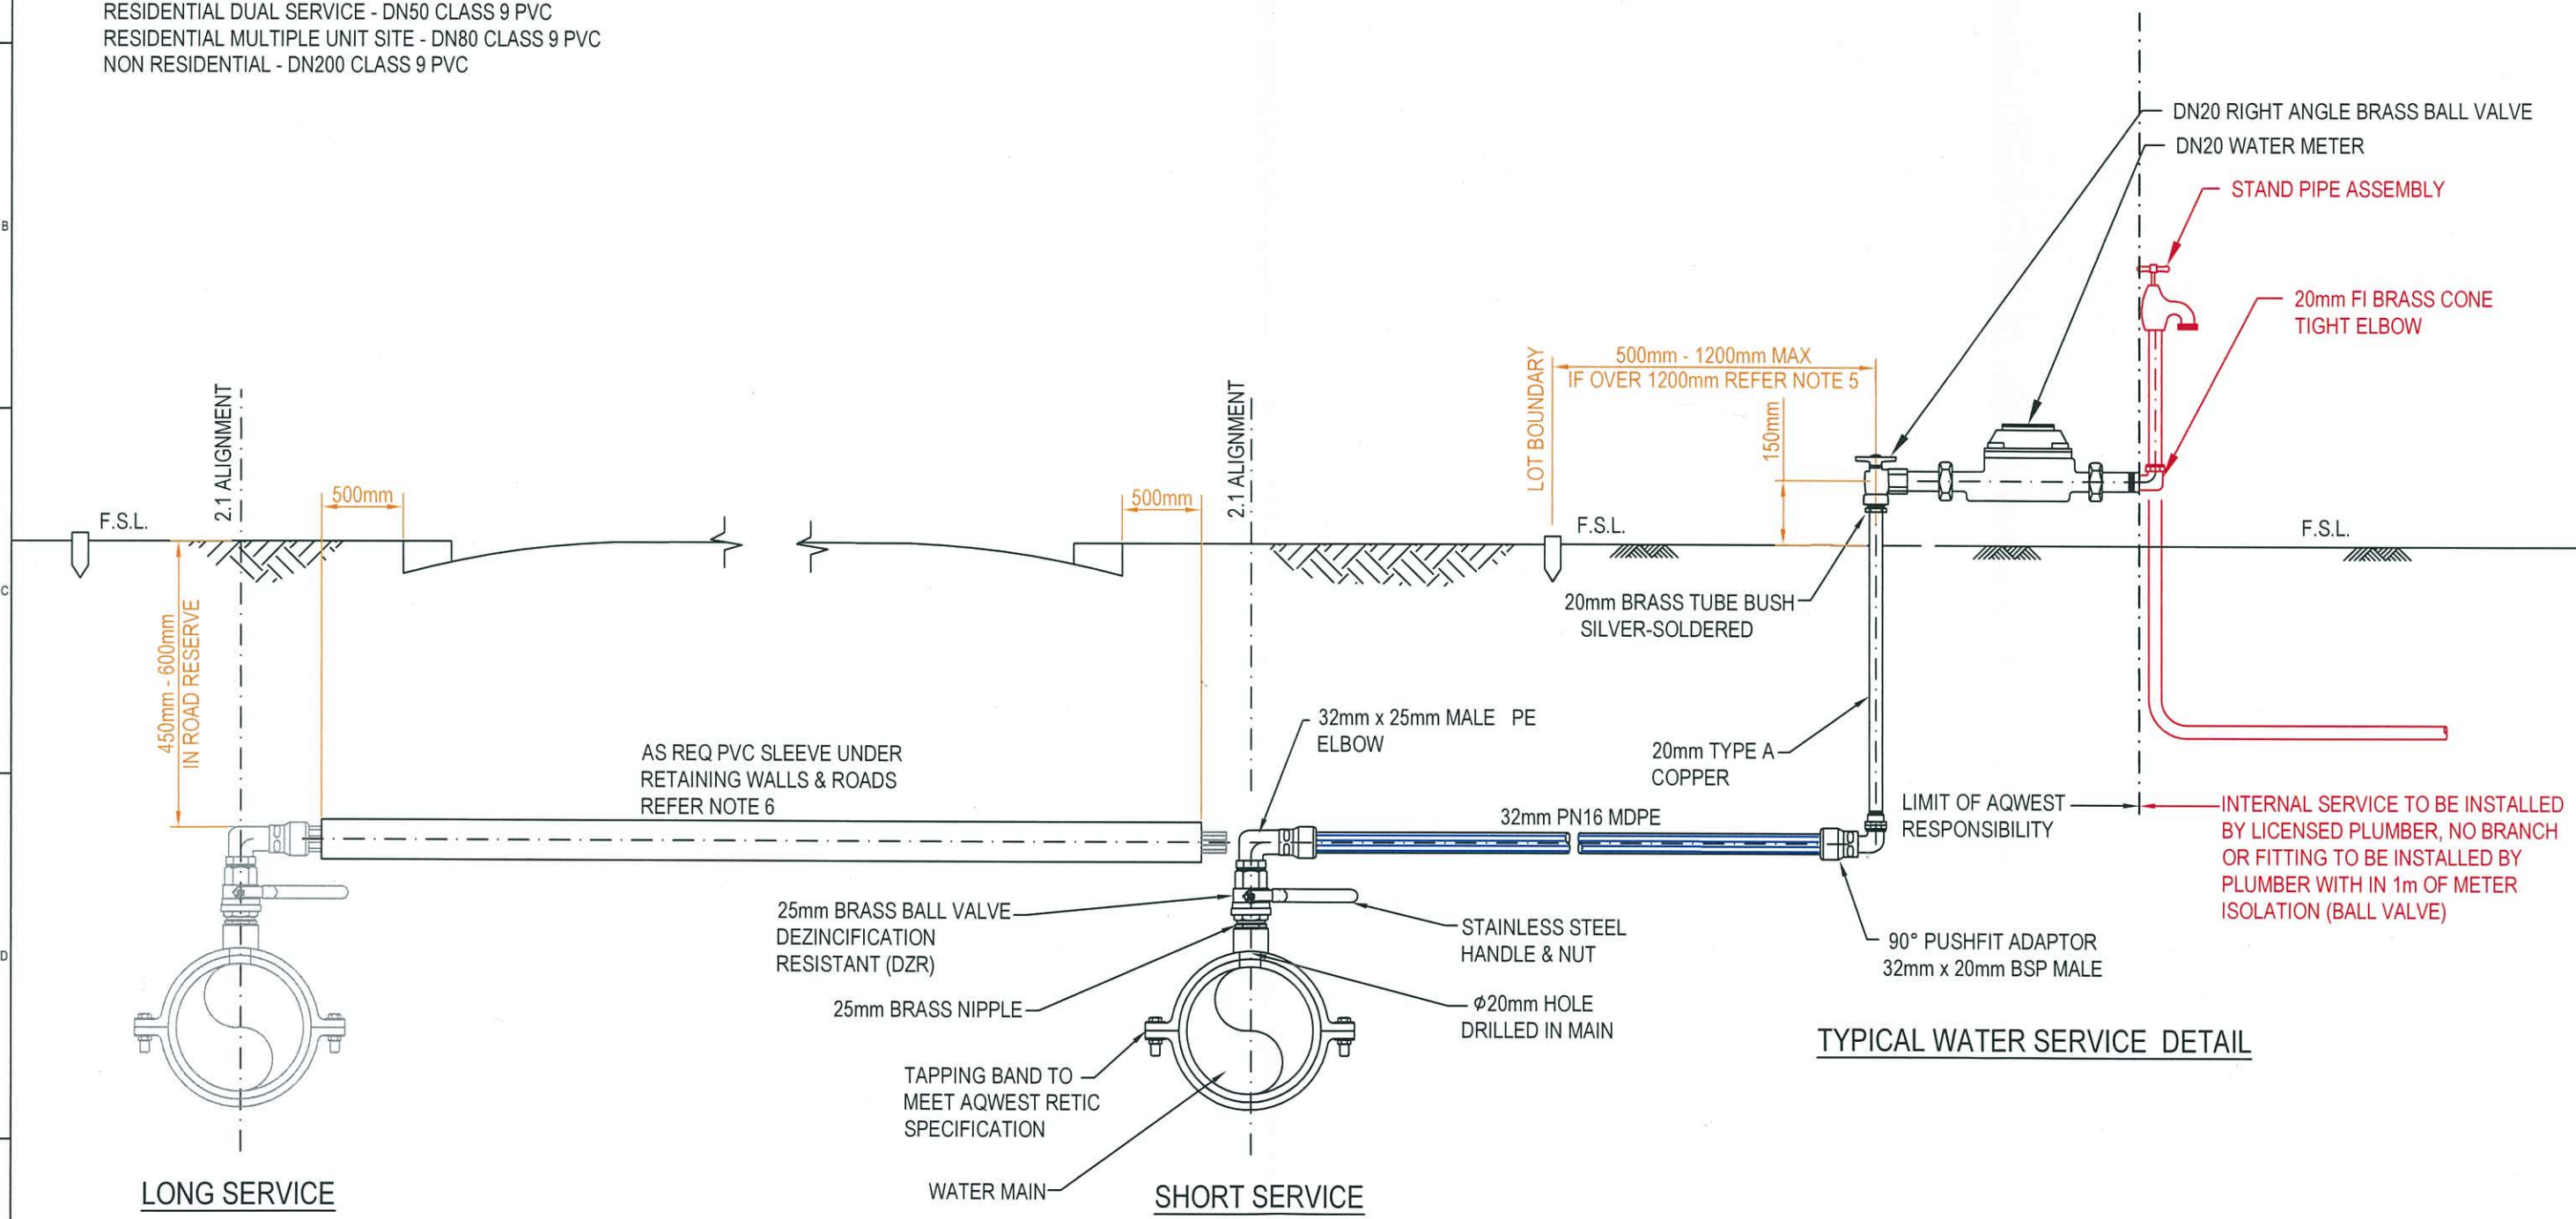 RESIDENTIAL DUAL SERVICE - DN50 CLASS 9 PVC
RESIDENTIAL MULTIPLE UNIT SITE - DN80 CLASS 9 PVC
NON RESIDENTIAL - DN200 CLASS 9 PVC
DN20 RIGHT ANGLE BRASS BALL VALVE
DN20 WATER METER
STAND PIPE ASSEMBLY
20mm FI BRASS CONE
TIGHT ELBOW
B
C
D
2.1 ALIGNMENT
500mm
F.S.L.
450mm - 600mm
IN ROAD RESERVE
500mm
2.1 ALIGNMENT
LOT BOUNDARY
500mm - 1200mm MAX
IF OVER 1200mm REFER NOTE 5
150mm
F.S.L.
F.S.L.
20mm BRASS TUBE BUSH
SILVER-SOLDERED
32mm x 25mm MALE PE
ELBOW
AS REQ PVC SLEEVE UNDER
RETAINING WALLS & ROADS
REFER NOTE 6
20mm TYPE A
COPPER
32mm PN16 MDPE
LIMIT OF AQWEST
RESPONSIBILITY
INTERNAL SERVICE TO BE INSTALLED
BY LICENSED PLUMBER, NO BRANCH
OR FITTING TO BE INSTALLED BY
PLUMBER WITH IN 1m OF METER
ISOLATION (BALL VALVE)
25mm BRASS BALL VALVE
DEZINCIFICATION
RESISTANT (DZR)
STAINLESS STEEL
HANDLE & NUT
90° PUSHFIT ADAPTOR
32mm x 20mm BSP MALE
25mm BRASS NIPPLE
ϕ20mm HOLE
DRILLED IN MAIN
TYPICAL WATER SERVICE DETAIL
TAPPING BAND TO
MEET AQWEST RETIC
SPECIFICATION
WATER MAIN
LONG SERVICE
SHORT SERVICE